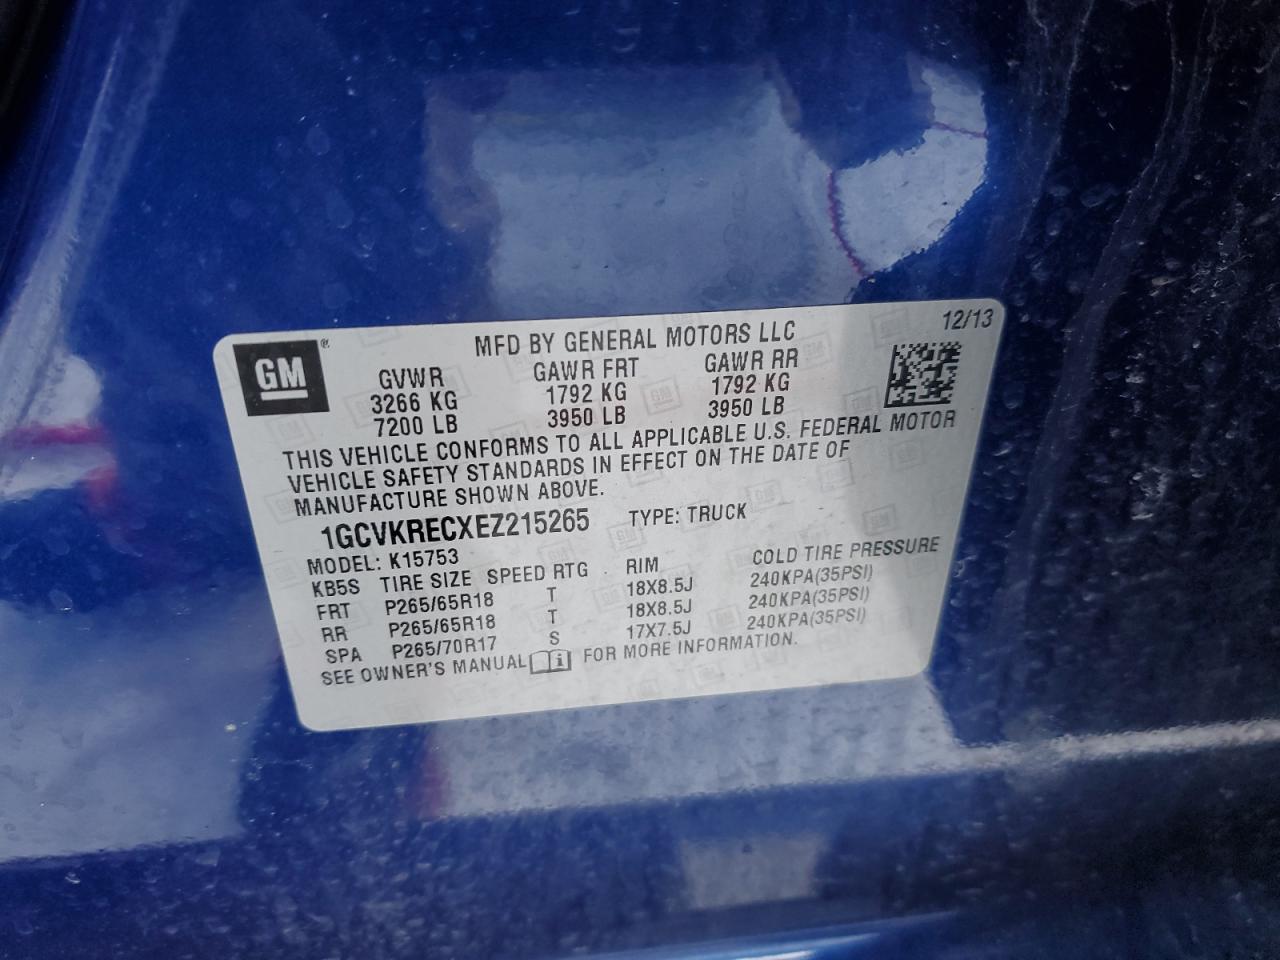 GM®
MFD BY GENERAL MOTORS LLC
12/13
GVWR GAWR FRT GAWR RR
3266 KG 1792 KG 1792 KG
7200 LB 3950 LB 3950 LB
THIS VEHICLE CONFORMS TO ALL APPLICABLE U.S. FEDERAL MOTOR
VEHICLE SAFETY STANDARDS IN EFFECT ON THE DATE OF
MANUFACTURE SHOWN ABOVE.
1GCVKRECXEZ215265 TYPE: TRUCK
MODEL: K15753
KB5S TIRE SIZE SPEED RTG RIM COLD TIRE PRESSURE
FRT P265/65R18 T 18X8.5J 240KPA(35PSI)
RR P265/65R18 T 18X8.5J 240KPA(35PSI)
SPA P265/70R17 S 17X7.5J 240KPA(35PSI)
SEE OWNER'S MANUAL FOR MORE INFORMATION.